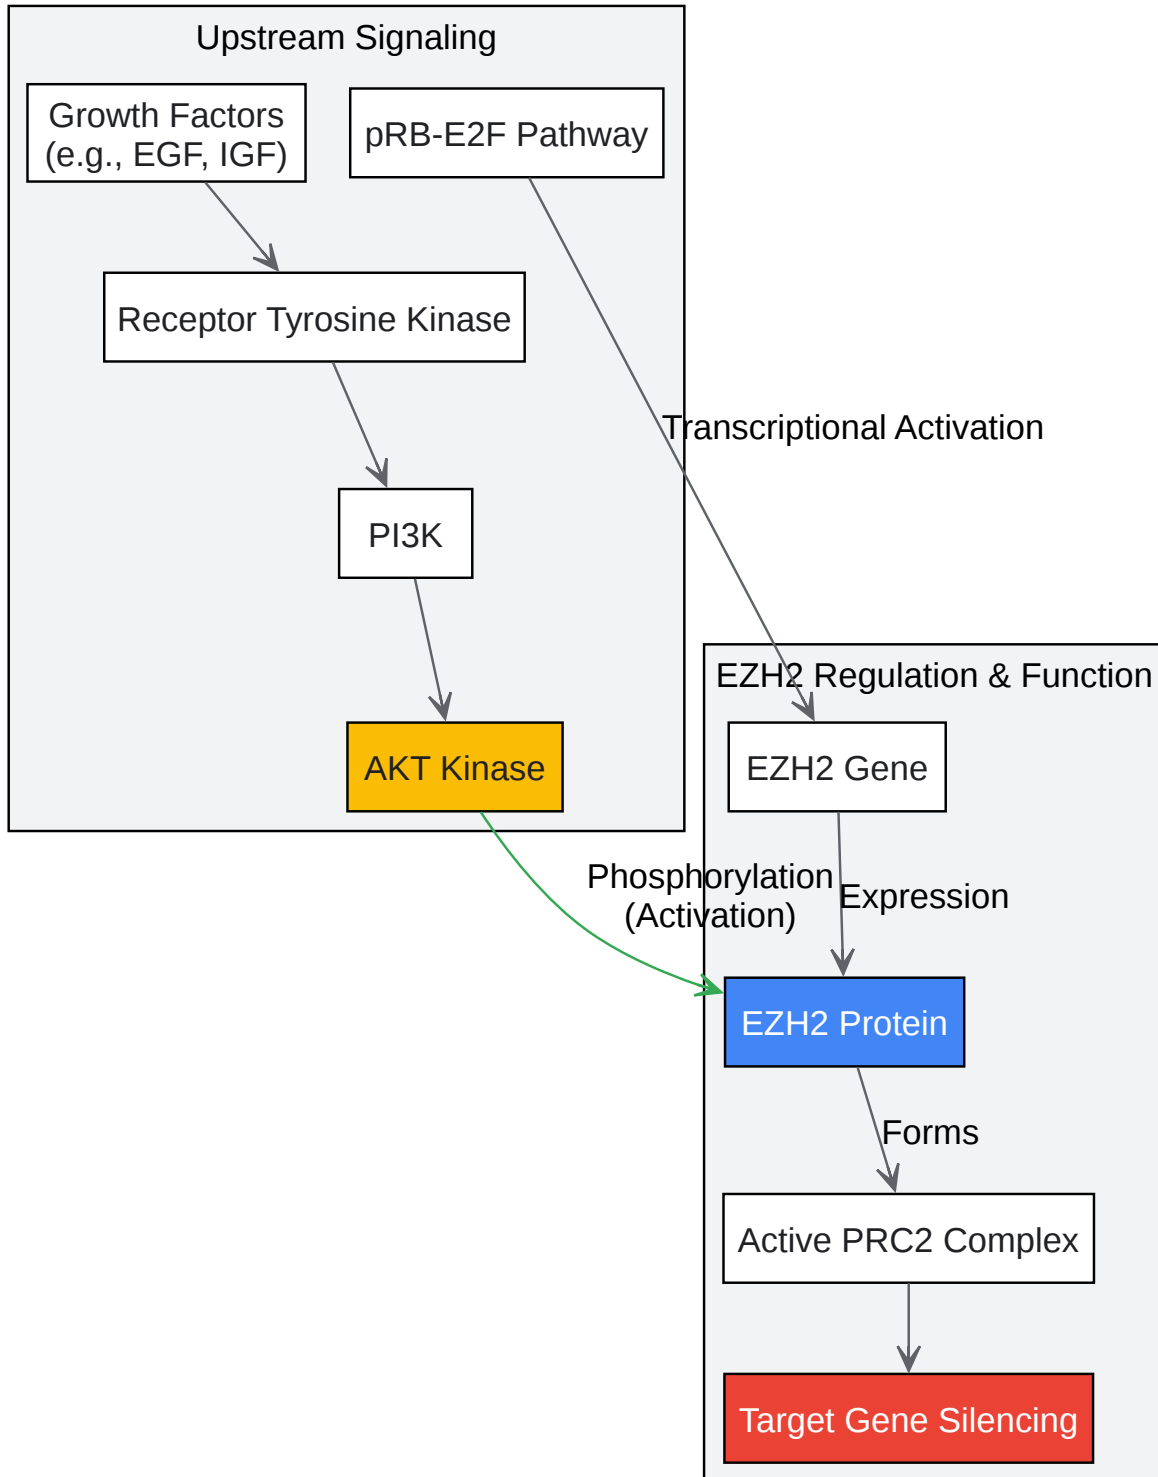 Upstream Signaling
Growth Factors
(e.g., EGF, IGF)
pRB-E2F Pathway
Receptor Tyrosine Kinase
Transcriptional Activation
PI3K
EZH2 Regulation & Function
AKT Kinase
EZH2 Gene
Phosphorylation
(Activation)
Expression
EZH2 Protein
Forms
Active PRC2 Complex
Target Gene Silencing